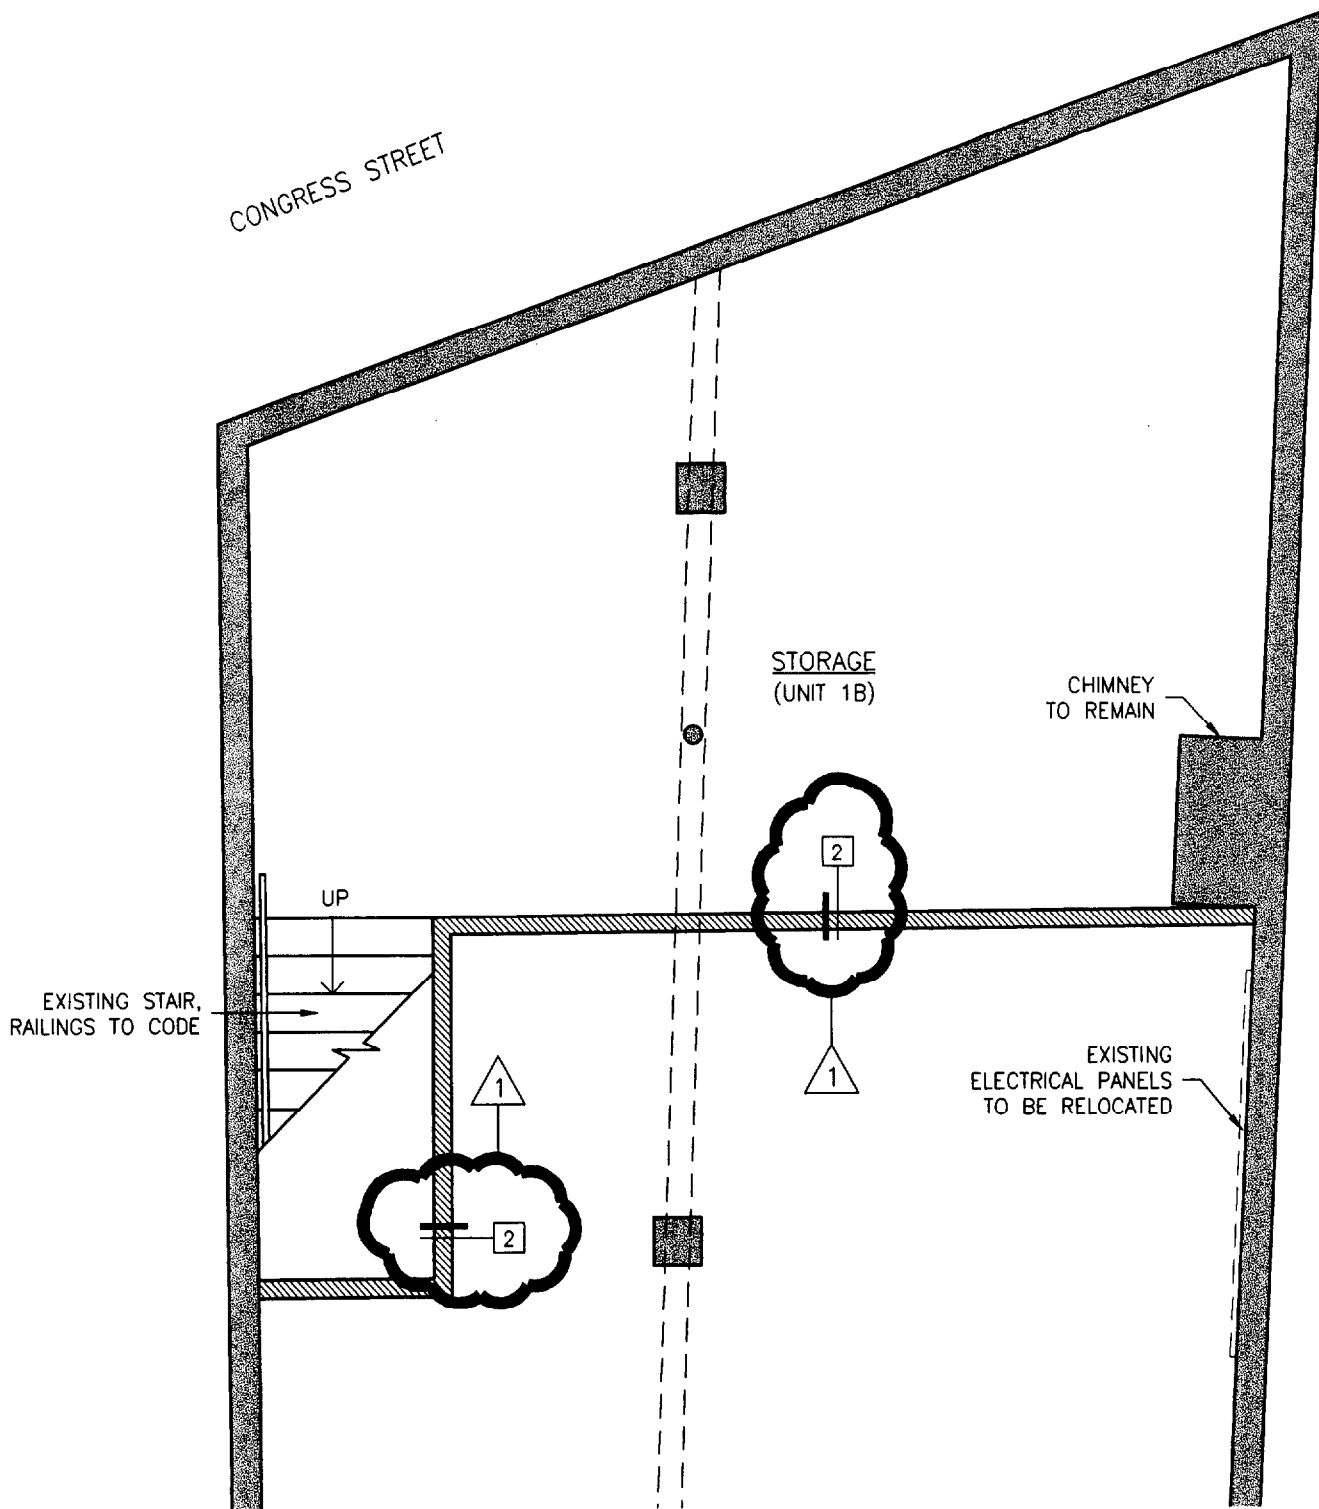 CONGRESS STREET
STORAGE
(UNIT 1B)
CHIMNEY
TO REMAIN
2
UP
EXISTING STAIR,
RAILINGS TO CODE
1
1
EXISTING
ELECTRICAL PANELS
TO BE RELOCATED
2